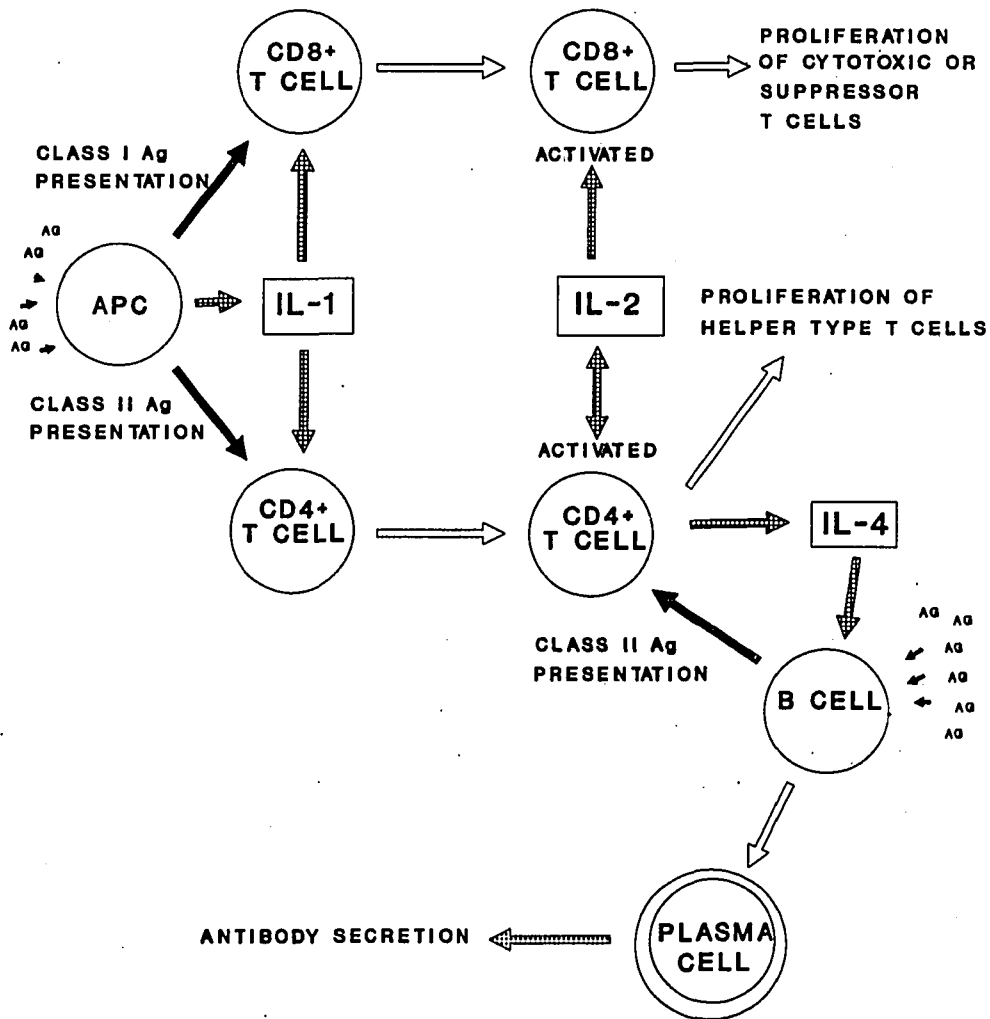 CD8+
T CELL
CD8+
T CELL
PROLIFERATION
OF CYTOTOXIC OR
SUPPRESSOR
T CELLS
CLASS I Ag
PRESENTATION
ACTIVATED
AG
AG
APC
AG
AG
IL-1
IL-2
PROLIFERATION OF
HELPER TYPE T CELLS
CLASS II Ag
PRESENTATION
ACTIVATED
CD4+
T CELL
CD4+
T CELL
IL-4
CLASS II Ag
PRESENTATION
AG
AG
AG
AG
AG
AG
B CELL
PLASMA
CELL
ANTIBODY SECRETION